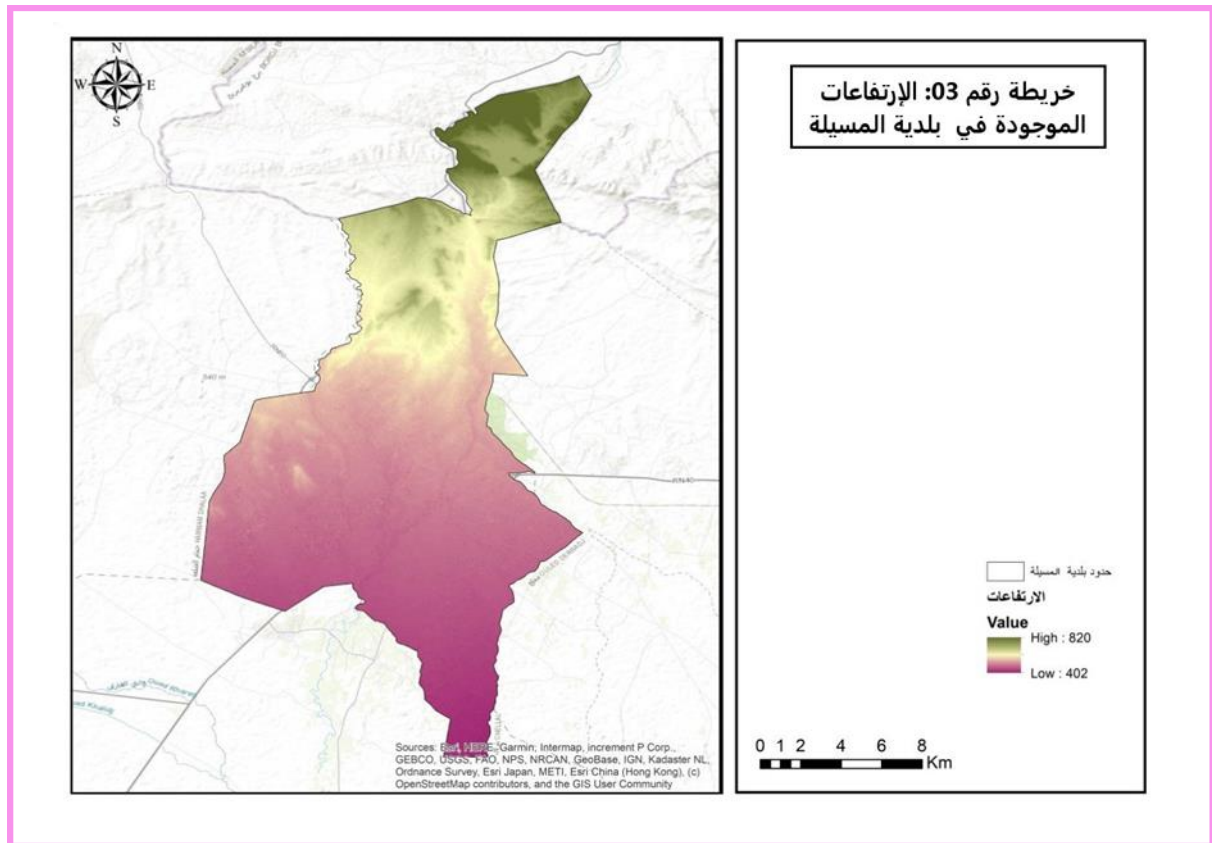 خريطة رقم 03: الإرتفاعات
الموجودة في بلدية المسيلة
N
W
E
S
حدود بلدية المسيلة
الارتفاعات
Value
High : 820
Low : 402
0 1 2 4 6 8
Km
Sources: Esri, HERE, Garmin, Intermap, increment P Corp.,
GEBCO, USGS, FAO, NPS, NRCAN, GeoBase, IGN, Kadaster NL,
Ordnance Survey, Esri Japan, METI, Esri China (Hong Kong), (c)
OpenStreetMap contributors, and the GIS User Community